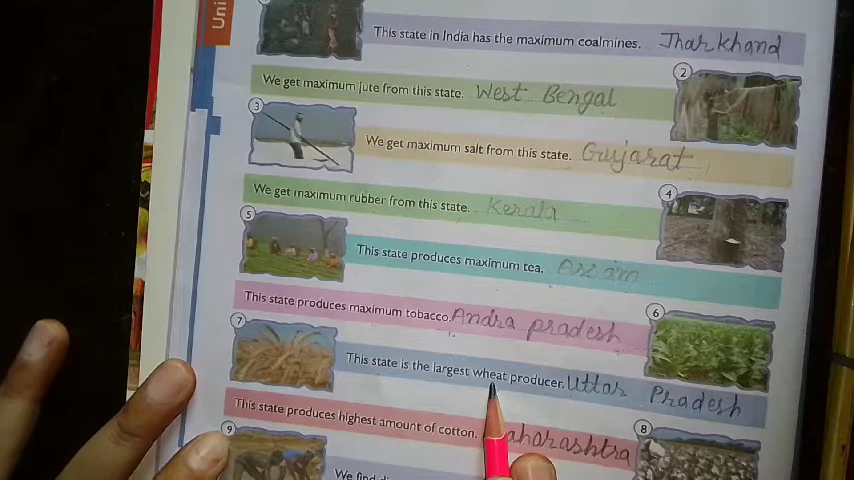 Uni
This state in India has the maximum coalmines. Jharkhand
2
We get maximum jute from this state. West Bengal
3
We get maximum salt from this state. Gujarat
We get maximum rubber from this state. Kerala
4
5
This state produces maximum tea. Assam
This state produces maximum tobacco. Andra pradesh
6
7
This state is the largest wheat producer. Uttar Pradesh
This state produces highest amount of cotton. aharashtra
8
9
We find